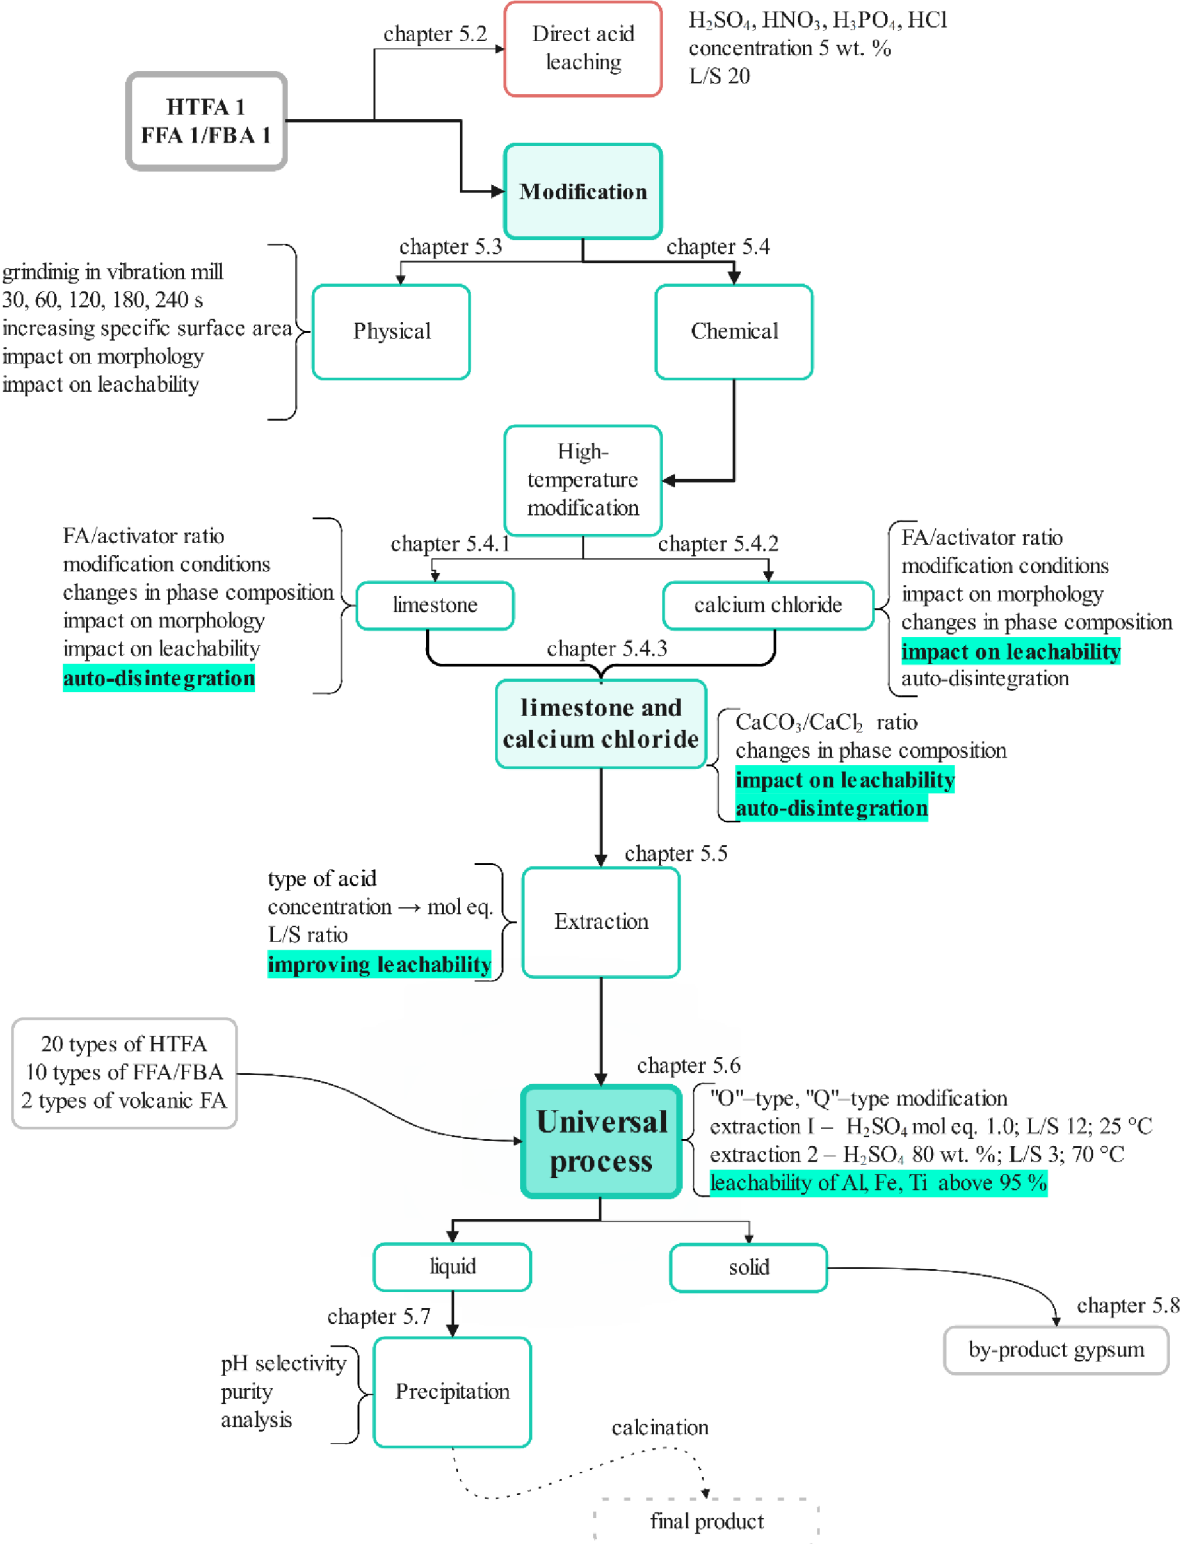 chapter 5.2
Direct acid
leaching
H₂SO₄, HNO₃, H₃PO₄, HCl
concentration 5 wt. %
L/S 20
HTFA 1
FFA 1/FBA 1
Modification
chapter 5.3
chapter 5.4
grindinig in vibration mill
30, 60, 120, 180, 240 s
increasing specific surface area
impact on morphology
impact on leachability
Physical
Chemical
High-
temperature
modification
chapter 5.4.1
chapter 5.4.2
FA/activator ratio
modification conditions
changes in phase composition
impact on morphology
impact on leachability
auto-disintegration
limestone
calcium chloride
FA/activator ratio
modification conditions
impact on morphology
changes in phase composition
impact on leachability
auto-disintegration
chapter 5.4.3
limestone and
calcium chloride
CaCO₃/CaCl₂ ratio
changes in phase composition
impact on leachability
auto-disintegration
chapter 5.5
type of acid
concentration → mol eq.
L/S ratio
improving leachability
Extraction
20 types of HTFA
10 types of FFA/FBA
2 types of volcanic FA
chapter 5.6
Universal
process
"O"–type, "Q"–type modification
extraction 1 – H₂SO₄ mol eq. 1.0; L/S 12; 25 °C
extraction 2 – H₂SO₄ 80 wt. %; L/S 3; 70 °C
leachability of Al, Fe, Ti above 95 %
liquid
solid
chapter 5.7
chapter 5.8
by-product gypsum
pH selectivity
purity
analysis
Precipitation
calcination
final product